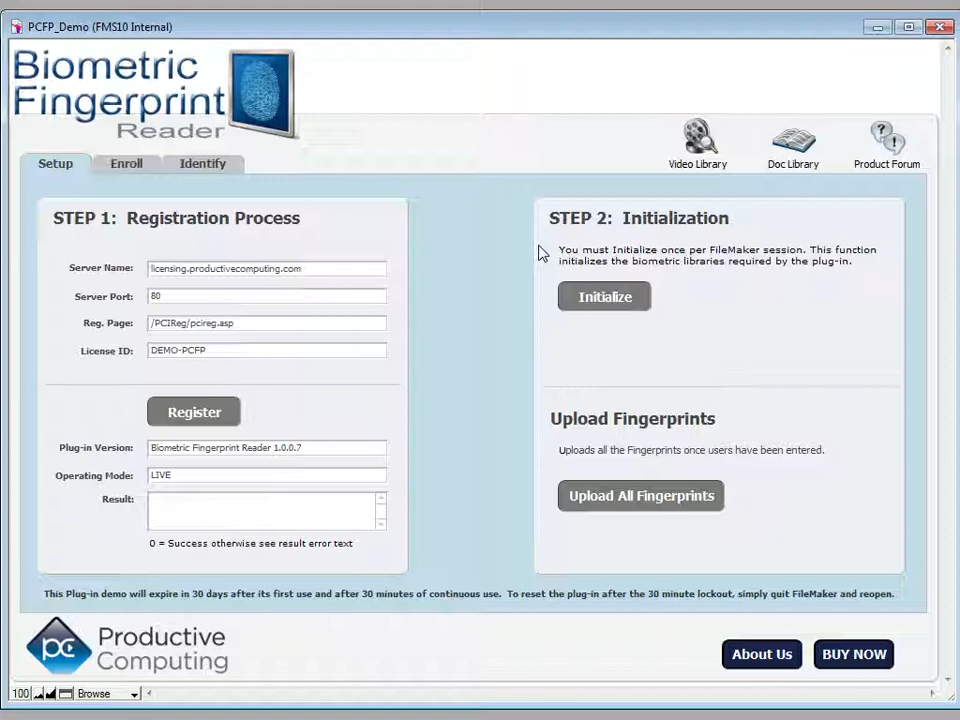 PCFP_Demo (FMS10 Internal)
Biometric
Fingerprint
Reader
Setup
Enroll
Identify
Video Library
Doc Library
Product Forum
STEP 1: Registration Process
Server Name: licensing.productivecomputing.com
Server Port: 80
Reg. Page: /PCIReg/pcireg.asp
License ID: DEMO-PCFP
Register
Plug-in Version: Biometric Fingerprint Reader 1.0.0.7
Operating Mode: LIVE
Result:
0 = Success otherwise see result error text
STEP 2: Initialization
You must Initialize once per FileMaker session. This function
initializes the biometric libraries required by the plug-in.
Initialize
Upload Fingerprints
Uploads all the Fingerprints once users have been entered.
Upload All Fingerprints
This Plug-in demo will expire in 30 days after its first use and after 30 minutes of continuous use. To reset the plug-in after the 30 minute lockout, simply quit FileMaker and reopen.
pc
Productive
Computing
About Us
BUY NOW
100
Browse